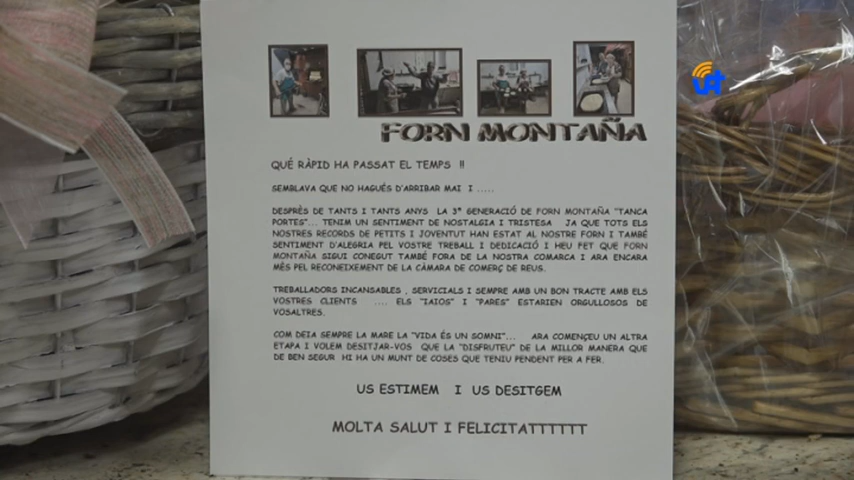 FORN MONTAÑA
QUÉ RÀPID HA PASSAT EL TEMPS !!
SEMBLAVA QUE NO HAGUÉS D'ARRIBAR MAI I .....
DESPRÈS DE TANTS I TANTS ANYS LA 3ª GENERACIÓ DE FORN MONTAÑA "TANCA
PORTES"... TENIM UN SENTIMENT DE NOSTALGIA I TRISTESA JA QUE TOTS ELS
NOSTRES RECORDS DE PETITS I JOVENTUT HAN ESTAT AL NOSTRE FORN I TAMBÉ
SENTIMENT D'ALEGRIA PEL VOSTRE TREBALL I DEDICACIÓ I HEU FET QUE FORN
MONTAÑA SIGUI CONEGUT TAMBÉ FORA DE LA NOSTRA COMARCA I ARA ENCARA
MÉS PEL RECONEIXEMENT DE LA CÀMARA DE COMERÇ DE REUS.
TREBALLADORS INCANSABLES , SERVICIALS I SEMPRE AMB UN BON TRACTE AMB ELS
VOSTRES CLIENTS .... ELS "IAIOS" I "PARES" ESTARIEN ORGULLOSOS DE
VOSALTRES.
COM DEIA SEMPRE LA MARE LA "VIDA ÉS UN SOMNI"... ARA COMENÇEU UN ALTRA
ETAPA I VOLEM DESITJAR-VOS QUE LA "DISFRUTEU" DE LA MILLOR MANERA QUE
DE BEN SEGUR HI HA UN MUNT DE COSES QUE TENIU PENDENT PER A FER.
US ESTIMEM I US DESITGEM
MOLTA SALUT I FELICITATTTTTT